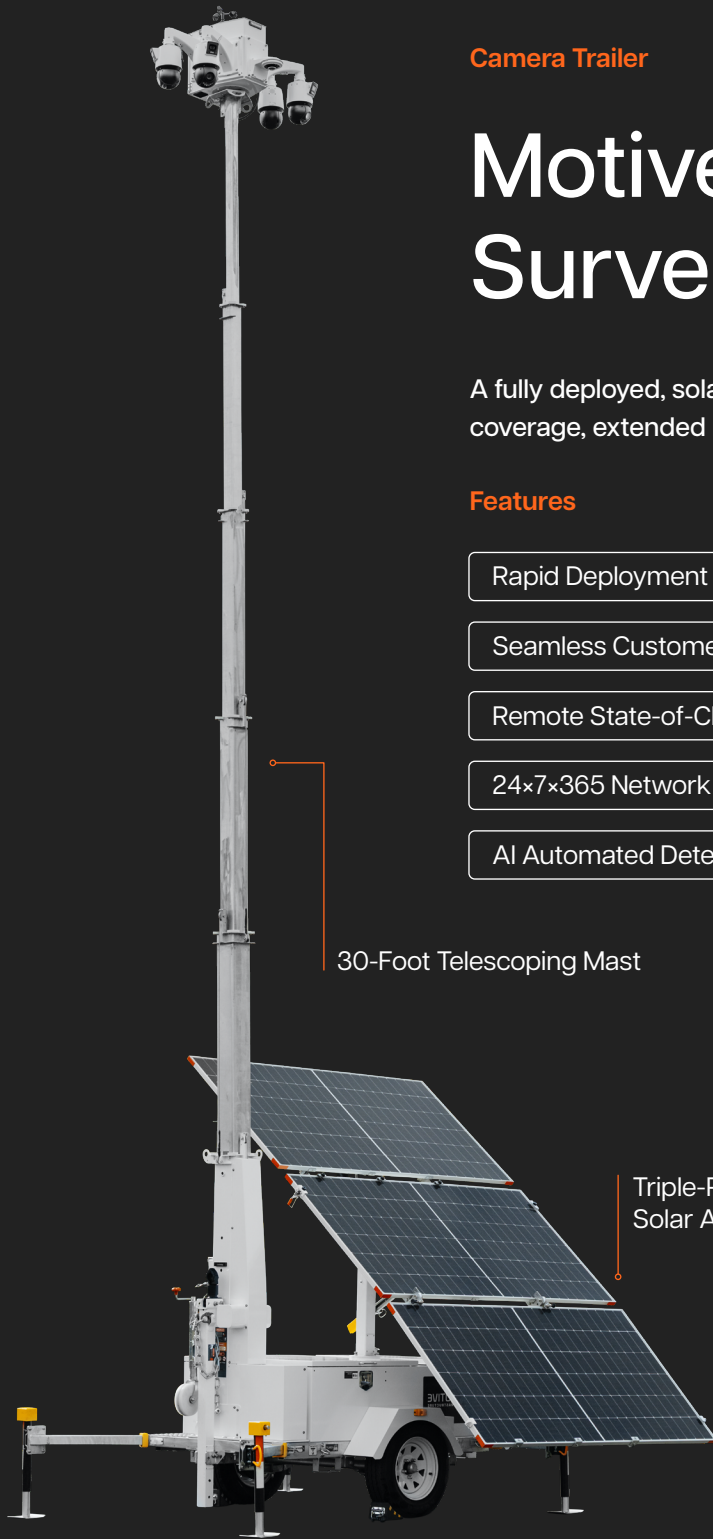 Camera Trailer
Motive
Surve
A fully deployed, sola
coverage, extended
Features
Rapid Deployment
Seamless Custome
Remote State-of-C
24×7×365 Network
AI Automated Dete
30-Foot Telescoping Mast
Triple-P
Solar A